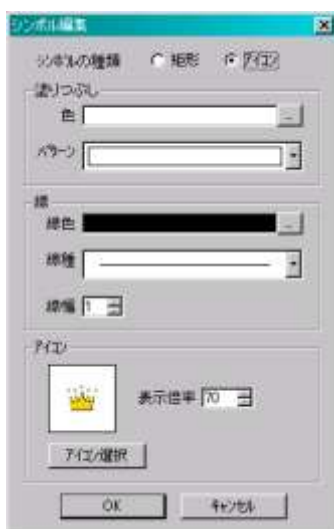 シンボル編集
シンボルの種類 矩形 アイコン
塗りつぶし
色 ...
パターン
線
線色 ...
線種
線幅 1
アイコン
表示倍率 70
アイコン選択
OK キャンセル